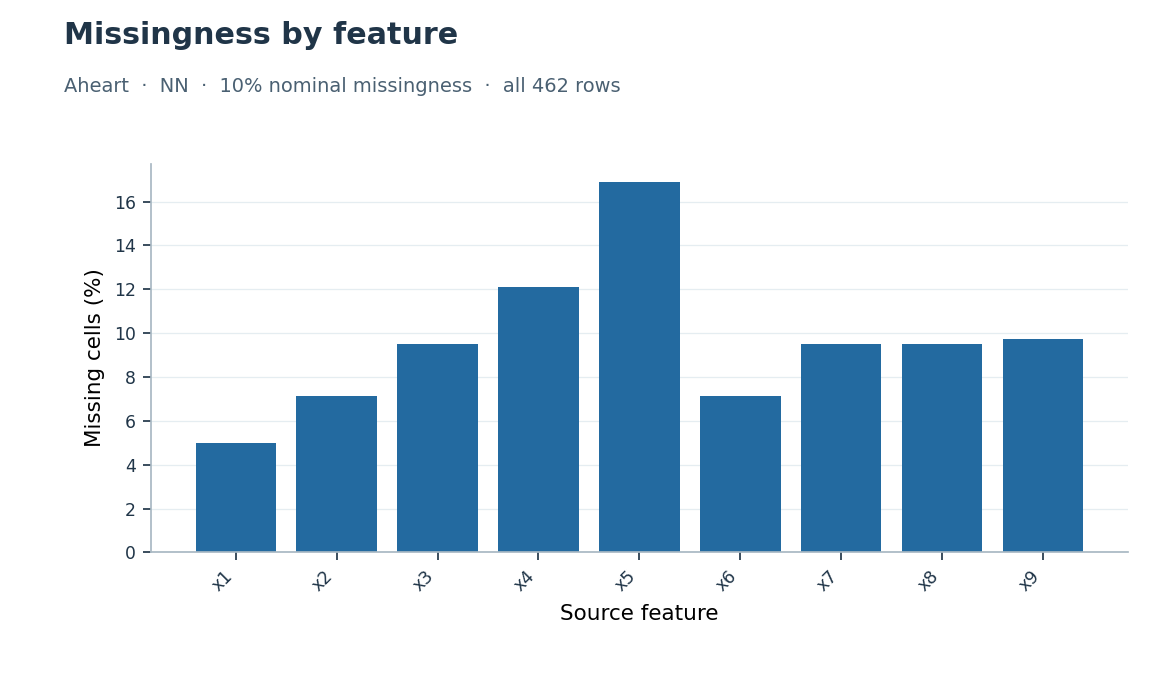 Missingness by feature
Aheart · NN · 10% nominal missingness · all 462 rows
Missing cells (%)
16
14
12
10
8
6
4
2
0
x1 x2 x3 x4 x5 x6 x7 x8 x9
Source feature